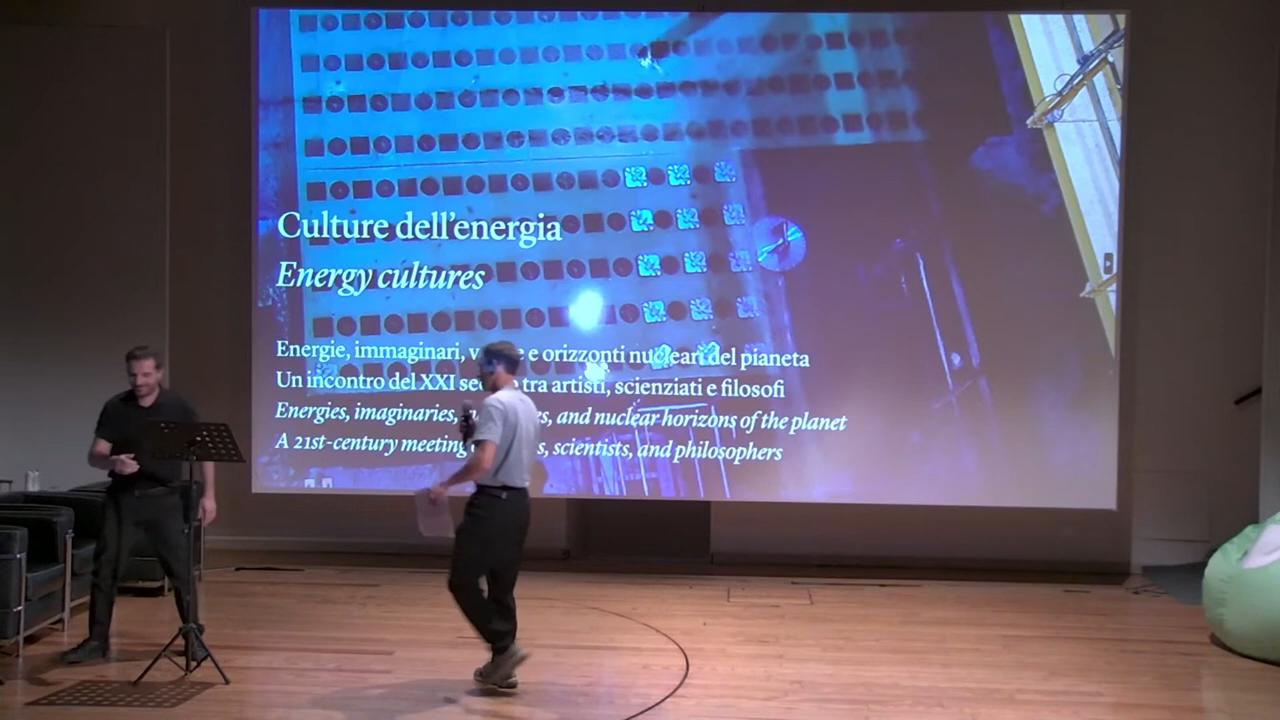 Culture dell'energia
Energy cultures
Energie, immaginari, e orizzonti nucleari del pianeta
Un incontro del XXI tra artisti, scienziati e filosofi
Energies, imaginaries, and nuclear horizons of the planet
A 21st-century meeting scientists, and philosophers